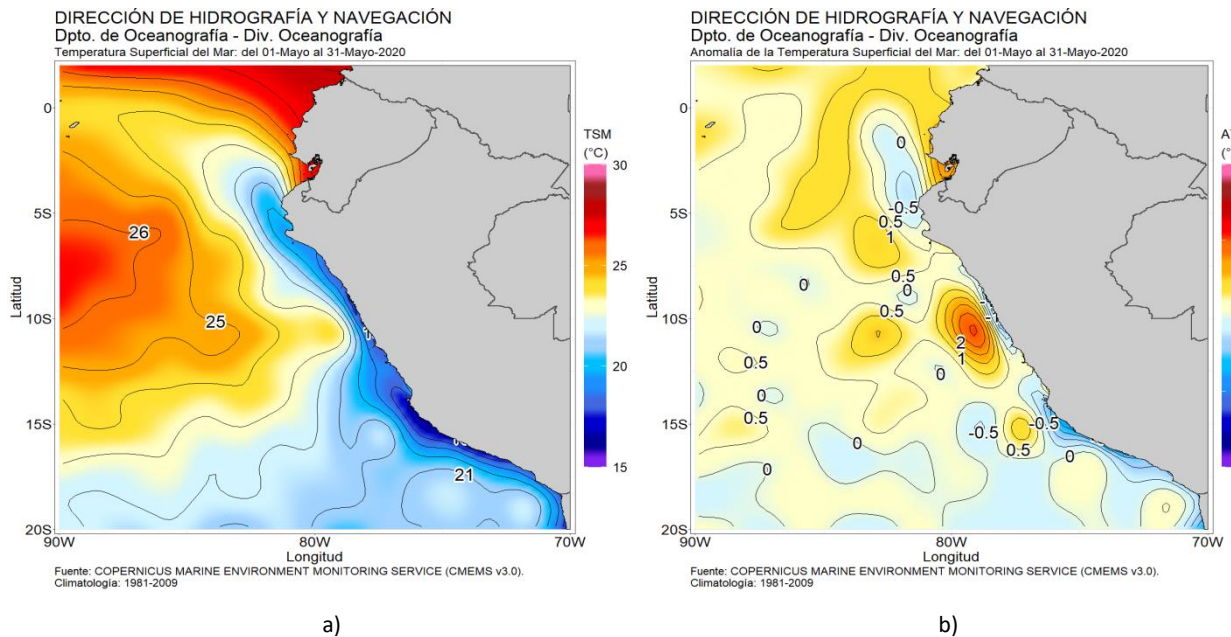 DIRECCIÓN DE HIDROGRAFÍA Y NAVEGACIÓN
Dpto. de Oceanografía - Div. Oceanografía
Temperatura Superficial del Mar: del 01-Mayo al 31-Mayo-2020
0
5S
10S
15S
20S
Latitud
26
25
21
90W
80W
70W
Longitud
TSM
(°C)
30
25
20
15
Fuente: COPERNICUS MARINE ENVIRONMENT MONITORING SERVICE (CMEMS v3.0).
Climatología: 1981-2009
a)
DIRECCIÓN DE HIDROGRAFÍA Y NAVEGACIÓN
Dpto. de Oceanografía - Div. Oceanografía
Anomalía de la Temperatura Superficial del Mar: del 01-Mayo al 31-Mayo-2020
0
5S
10S
15S
20S
Latitud
0
-0.5
0.5
1
0.5
0
0
0.5
0
2
1
0.5
0
0
0.5
-0.5
-0.5
0.5
0
0
0
90W
80W
70W
Longitud
Fuente: COPERNICUS MARINE ENVIRONMENT MONITORING SERVICE (CMEMS v3.0).
Climatología: 1981-2009
b)